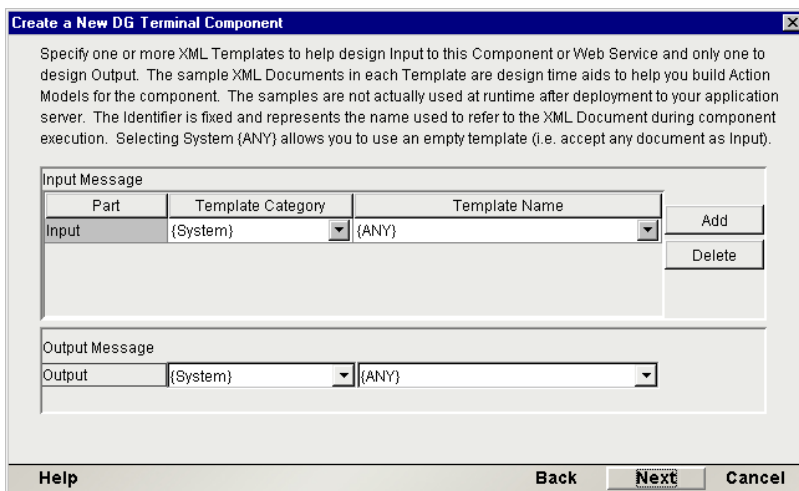 Create a New DG Terminal Component
Specify one or more XML Templates to help design Input to this Component or Web Service and only one to
design Output. The sample XML Documents in each Template are design time aids to help you build Action
Models for the component. The samples are not actually used at runtime after deployment to your application
server. The Identifier is fixed and represents the name used to refer to the XML Document during component
execution. Selecting System {ANY} allows you to use an empty template (i.e. accept any document as Input).
Input Message
Part Template Category Template Name
Input {System} {ANY}
Add
Delete
Output Message
Output {System} {ANY}
Help Back Next Cancel